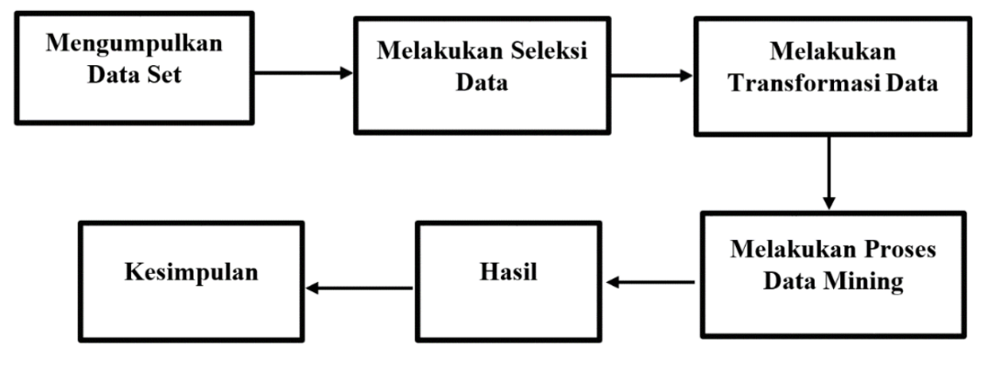 Mengumpulkan
Data Set
Melakukan Seleksi
Data
Melakukan
Transformasi Data
Melakukan Proses
Data Mining
Hasil
Kesimpulan